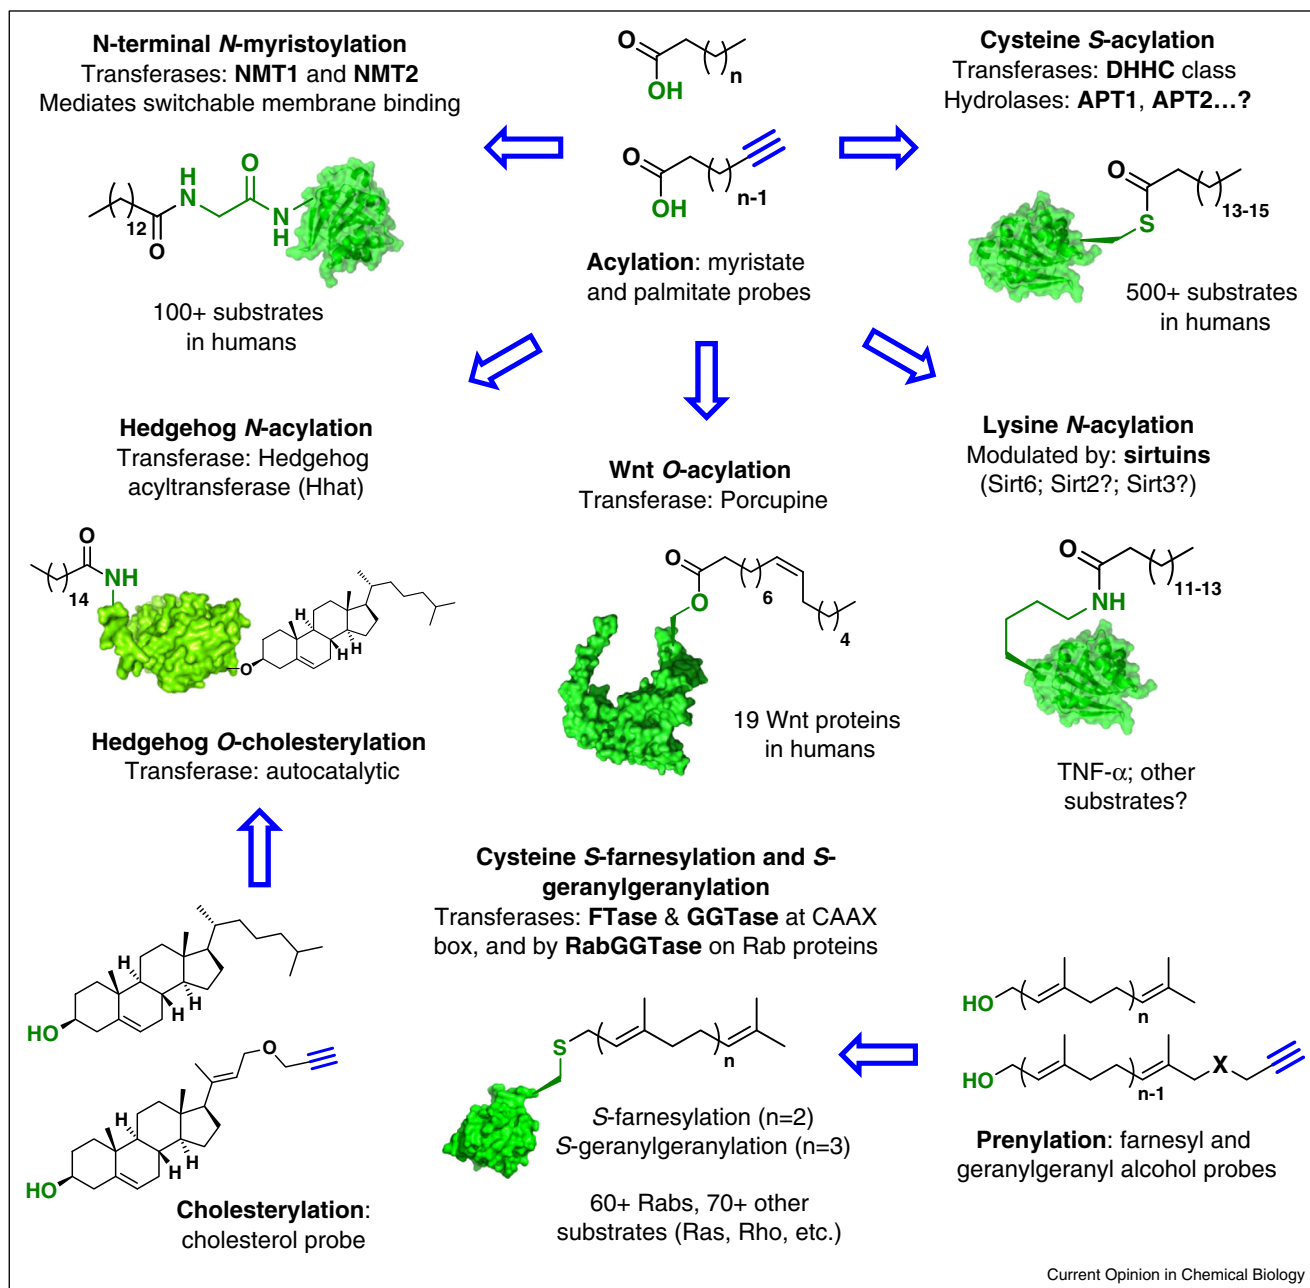 N-terminal N-myristoylation
Transferases: NMT1 and NMT2
Mediates switchable membrane binding
H
N
O
N
H
O
12
100+ substrates
in humans
O
OH
n
O
OH
n-1
Acylation: myristate
and palmitate probes
Cysteine S-acylation
Transferases: DHHC class
Hydrolases: APT1, APT2...?
O
S
13-15
500+ substrates
in humans
Hedgehog N-acylation
Transferase: Hedgehog
acyltransferase (Hhat)
O
NH
14
H
H
H
O
Hedgehog O-cholesterylation
Transferase: autocatalytic
Wnt O-acylation
Transferase: Porcupine
O
O
6
4
19 Wnt proteins
in humans
Lysine N-acylation
Modulated by: sirtuins
(Sirt6; Sirt2?; Sirt3?)
O
NH
11-13
TNF-α; other
substrates?
H
H
H
HO
O
H
H
H
HO
Cholesterylation:
cholesterol probe
Cysteine S-farnesylation and S-
geranylgeranylation
Transferases: FTase & GGTase at CAAX
box, and by RabGGTase on Rab proteins
S
n
S-farnesylation (n=2)
S-geranylgeranylation (n=3)
60+ Rabs, 70+ other
substrates (Ras, Rho, etc.)
HO
n
HO
n-1
X
Prenylation: farnesyl and
geranylgeranyl alcohol probes
Current Opinion in Chemical Biology